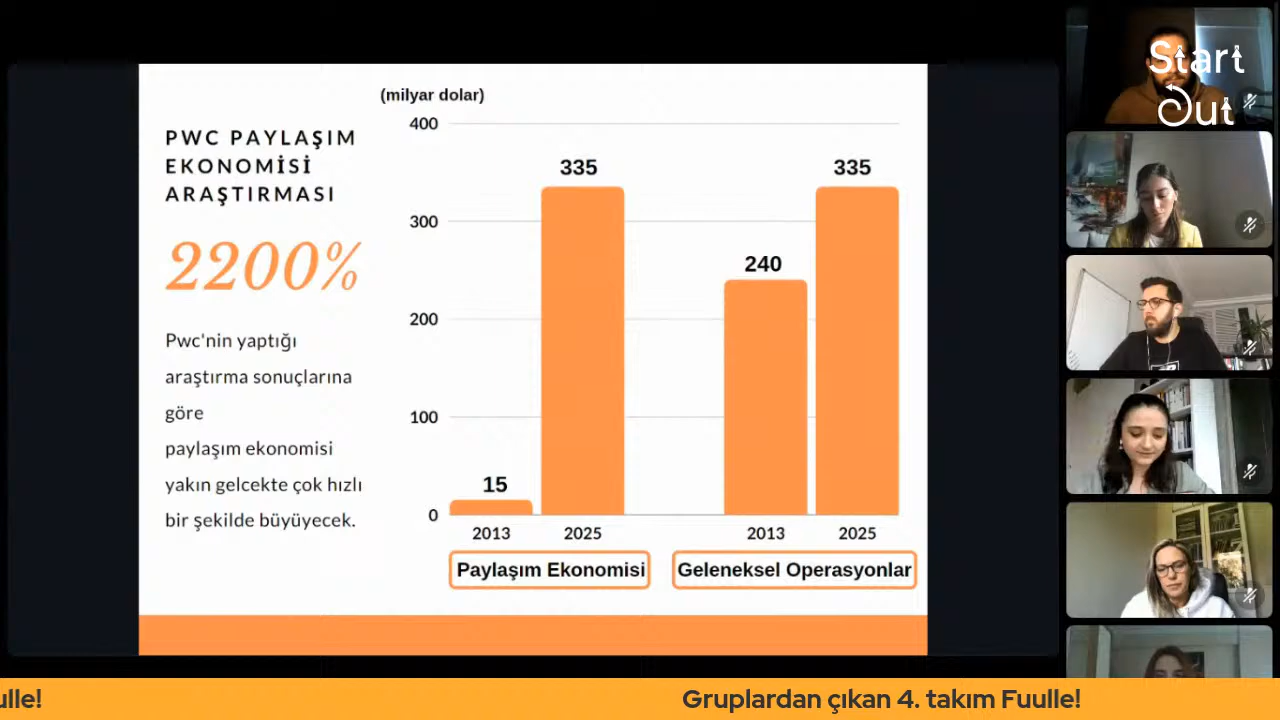 (milyar dolar)
PWC PAYLAŞIM
EKONOMİSİ
ARAŞTIRMASI
2200%
Pwc'nin yaptığı
araştırma sonuçlarına
göre
paylaşım ekonomisi
yakın gelcekte çok hızlı
bir şekilde büyüyecek.
400
300
200
100
0
15
335
240
335
2013
2025
2013
2025
Paylaşım Ekonomisi
Geleneksel Operasyonlar
Start
Out
ulle!
Gruplardan çıkan 4. takım Fuulle!